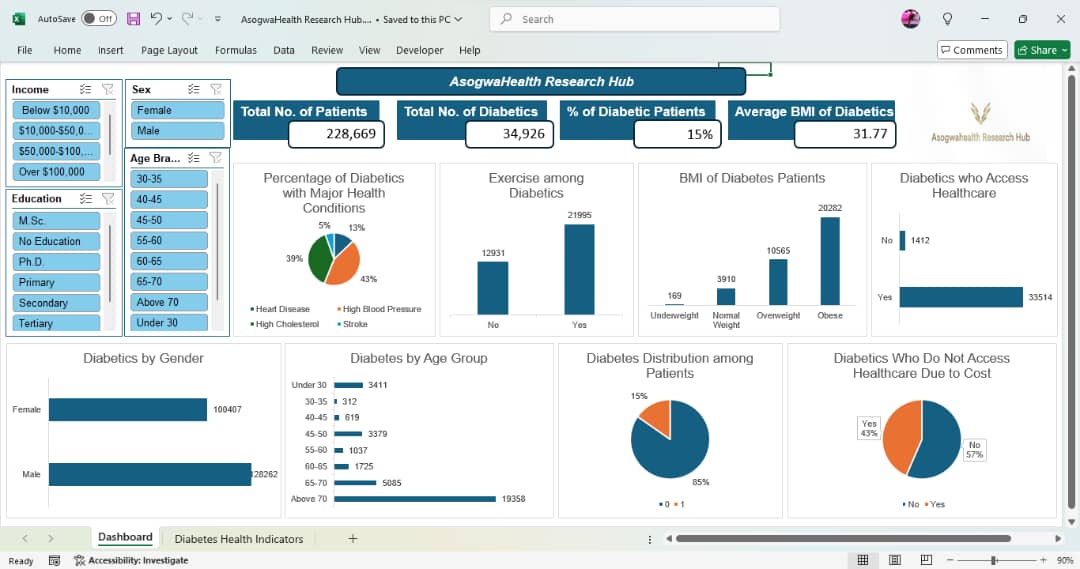 AutoSave Off AsogwaHealth Research Hub.... • Saved to this PC Search
File Home Insert Page Layout Formulas Data Review View Developer Help Comments Share
AsogwaHealth Research Hub
Income
Below $10,000
$10,000-$50,0...
$50,000-$100,...
Over $100,000
Sex
Female
Male
Education
M.Sc.
No Education
Ph.D.
Primary
Secondary
Tertiary
Age Bra...
30-35
40-45
45-50
55-60
60-65
65-70
Above 70
Under 30
Total No. of Patients
228,669
Total No. of Diabetics
34,926
% of Diabetic Patients
15%
Average BMI of Diabetics
31.77
Asogwahealth Research Hub
Percentage of Diabetics
with Major Health
Conditions
5% 13%
39%
43%
Heart Disease High Blood Pressure
High Cholesterol Stroke
Exercise among
Diabetics
21995
12931
No Yes
BMI of Diabetes Patients
20282
10565
3910
169
Underweight Normal Overweight Obese
Weight
Diabetics who Access
Healthcare
No 1412
Yes 33514
Diabetics by Gender
Female 100407
Male 128262
Diabetes by Age Group
Under 30 3411
30-35 312
40-45 619
45-50 3379
55-60 1037
60-65 1725
65-70 5085
Above 70 19358
Diabetes Distribution among
Patients
15%
85%
0 1
Diabetics Who Do Not Access
Healthcare Due to Cost
Yes
43%
No
57%
No Yes
Dashboard Diabetes Health Indicators
Ready Accessibility: Investigate 90%